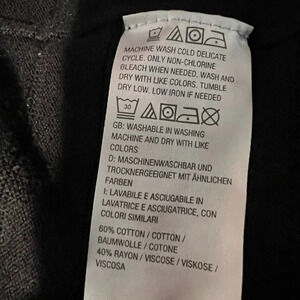 MACHINE WASH COLD DELICATE
CYCLE. ONLY NON-CHLORINE
BLEACH WHEN NEEDED. WASH AND
DRY WITH LIKE COLORS. TUMBLE
DRY LOW, LOW IRON IF NEEDED
30
GB: WASHABLE IN WASHING
MACHINE AND DRY WITH LIKE
COLORS
D: MASCHINENWASCHBAR UND
TROCKNERGEEIGNET MIT ÄHNLICHEN
FARBEN
I: LAVABILE E ASCIUGABILE IN
LAVATRICE E ASCIUGATRICE, CON
COLORI SIMILARI
60% COTTON / COTTON /
BAUMWOLLE / COTONE
40% RAYON / VISCOSE / VISKOSE /
VISCOSA